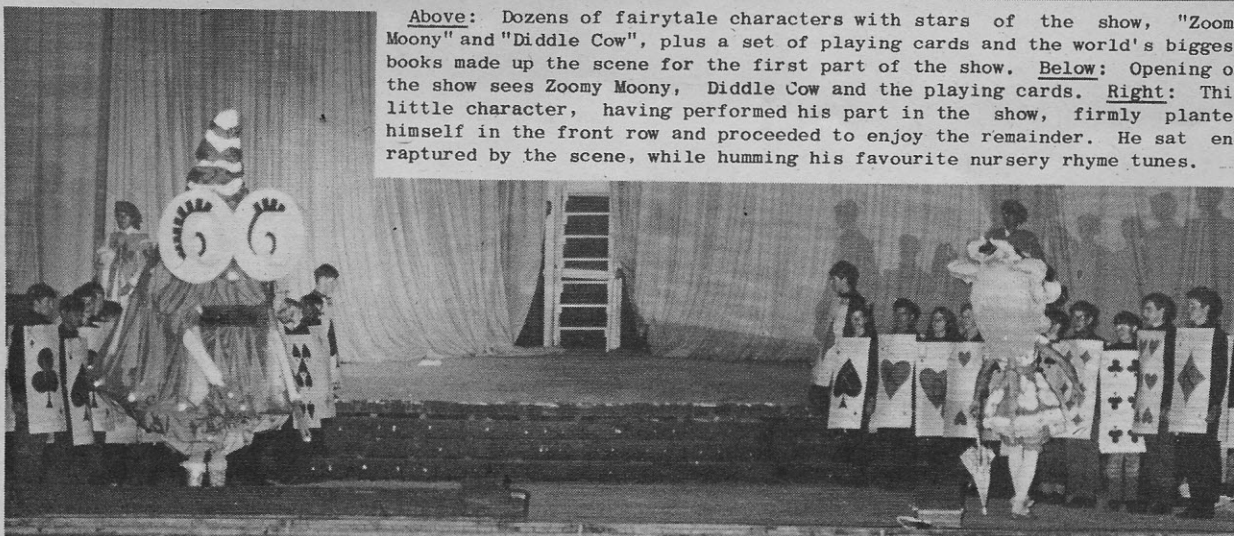 Above: Dozens of fairytale characters with stars of the show, "Zoom
Moony" and "Diddle Cow", plus a set of playing cards and the world's bigges
books made up the scene for the first part of the show. Below: Opening o
the show sees Zoomy Moony, Diddle Cow and the playing cards. Right: Thi
little character, having performed his part in the show, firmly plante
himself in the front row and proceeded to enjoy the remainder. He sat en
raptured by the scene, while humming his favourite nursery rhyme tunes.